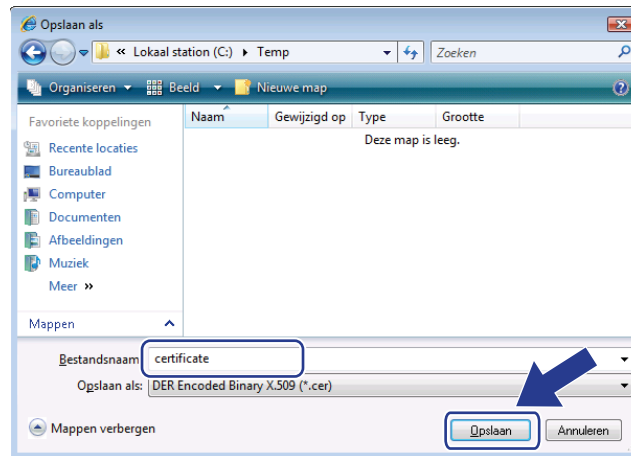 Opslaan als
« Lokaal station (C:) ▸ Temp Zoeken
Organiseren Beeld Nieuwe map
Favoriete koppelingen
Recente locaties
Bureaublad
Computer
Documenten
Afbeeldingen
Muziek
Meer »
Mappen
Naam Gewijzigd op Type Grootte
Deze map is leeg.
Bestandsnaam: certificate
Opslaan als: DER Encoded Binary X.509 (*.cer)
Mappen verbergen Opslaan Annuleren